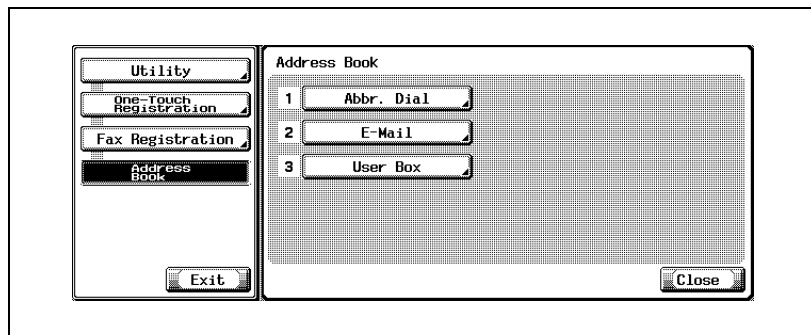 Utility
One-Touch
Registration
Fax Registration
Address
Book
Exit
Address Book
1 Abbr. Dial
2 E-Mail
3 User Box
Close